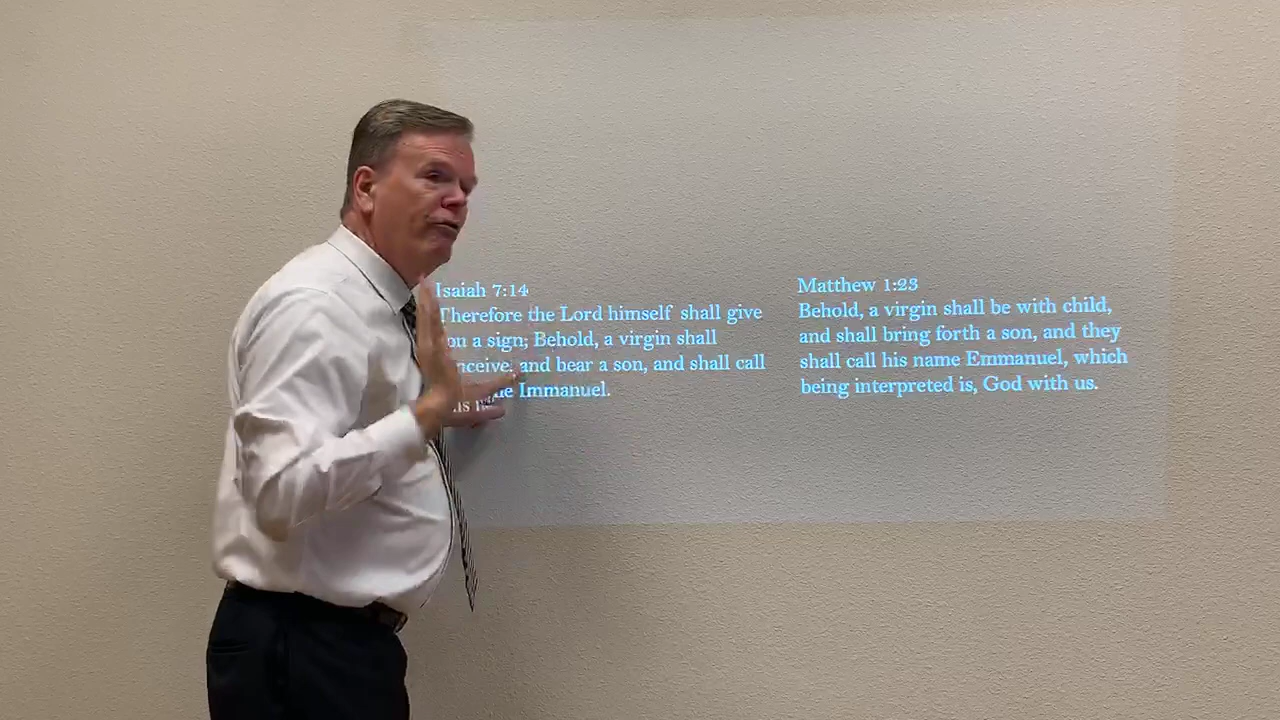 Isaiah 7:14
Therefore the Lord himself shall give
on a sign; Behold, a virgin shall
nceive, and bear a son, and shall call
Immanuel.
Matthew 1:23
Behold, a virgin shall be with child,
and shall bring forth a son, and they
shall call his name Emmanuel, which
being interpreted is, God with us.